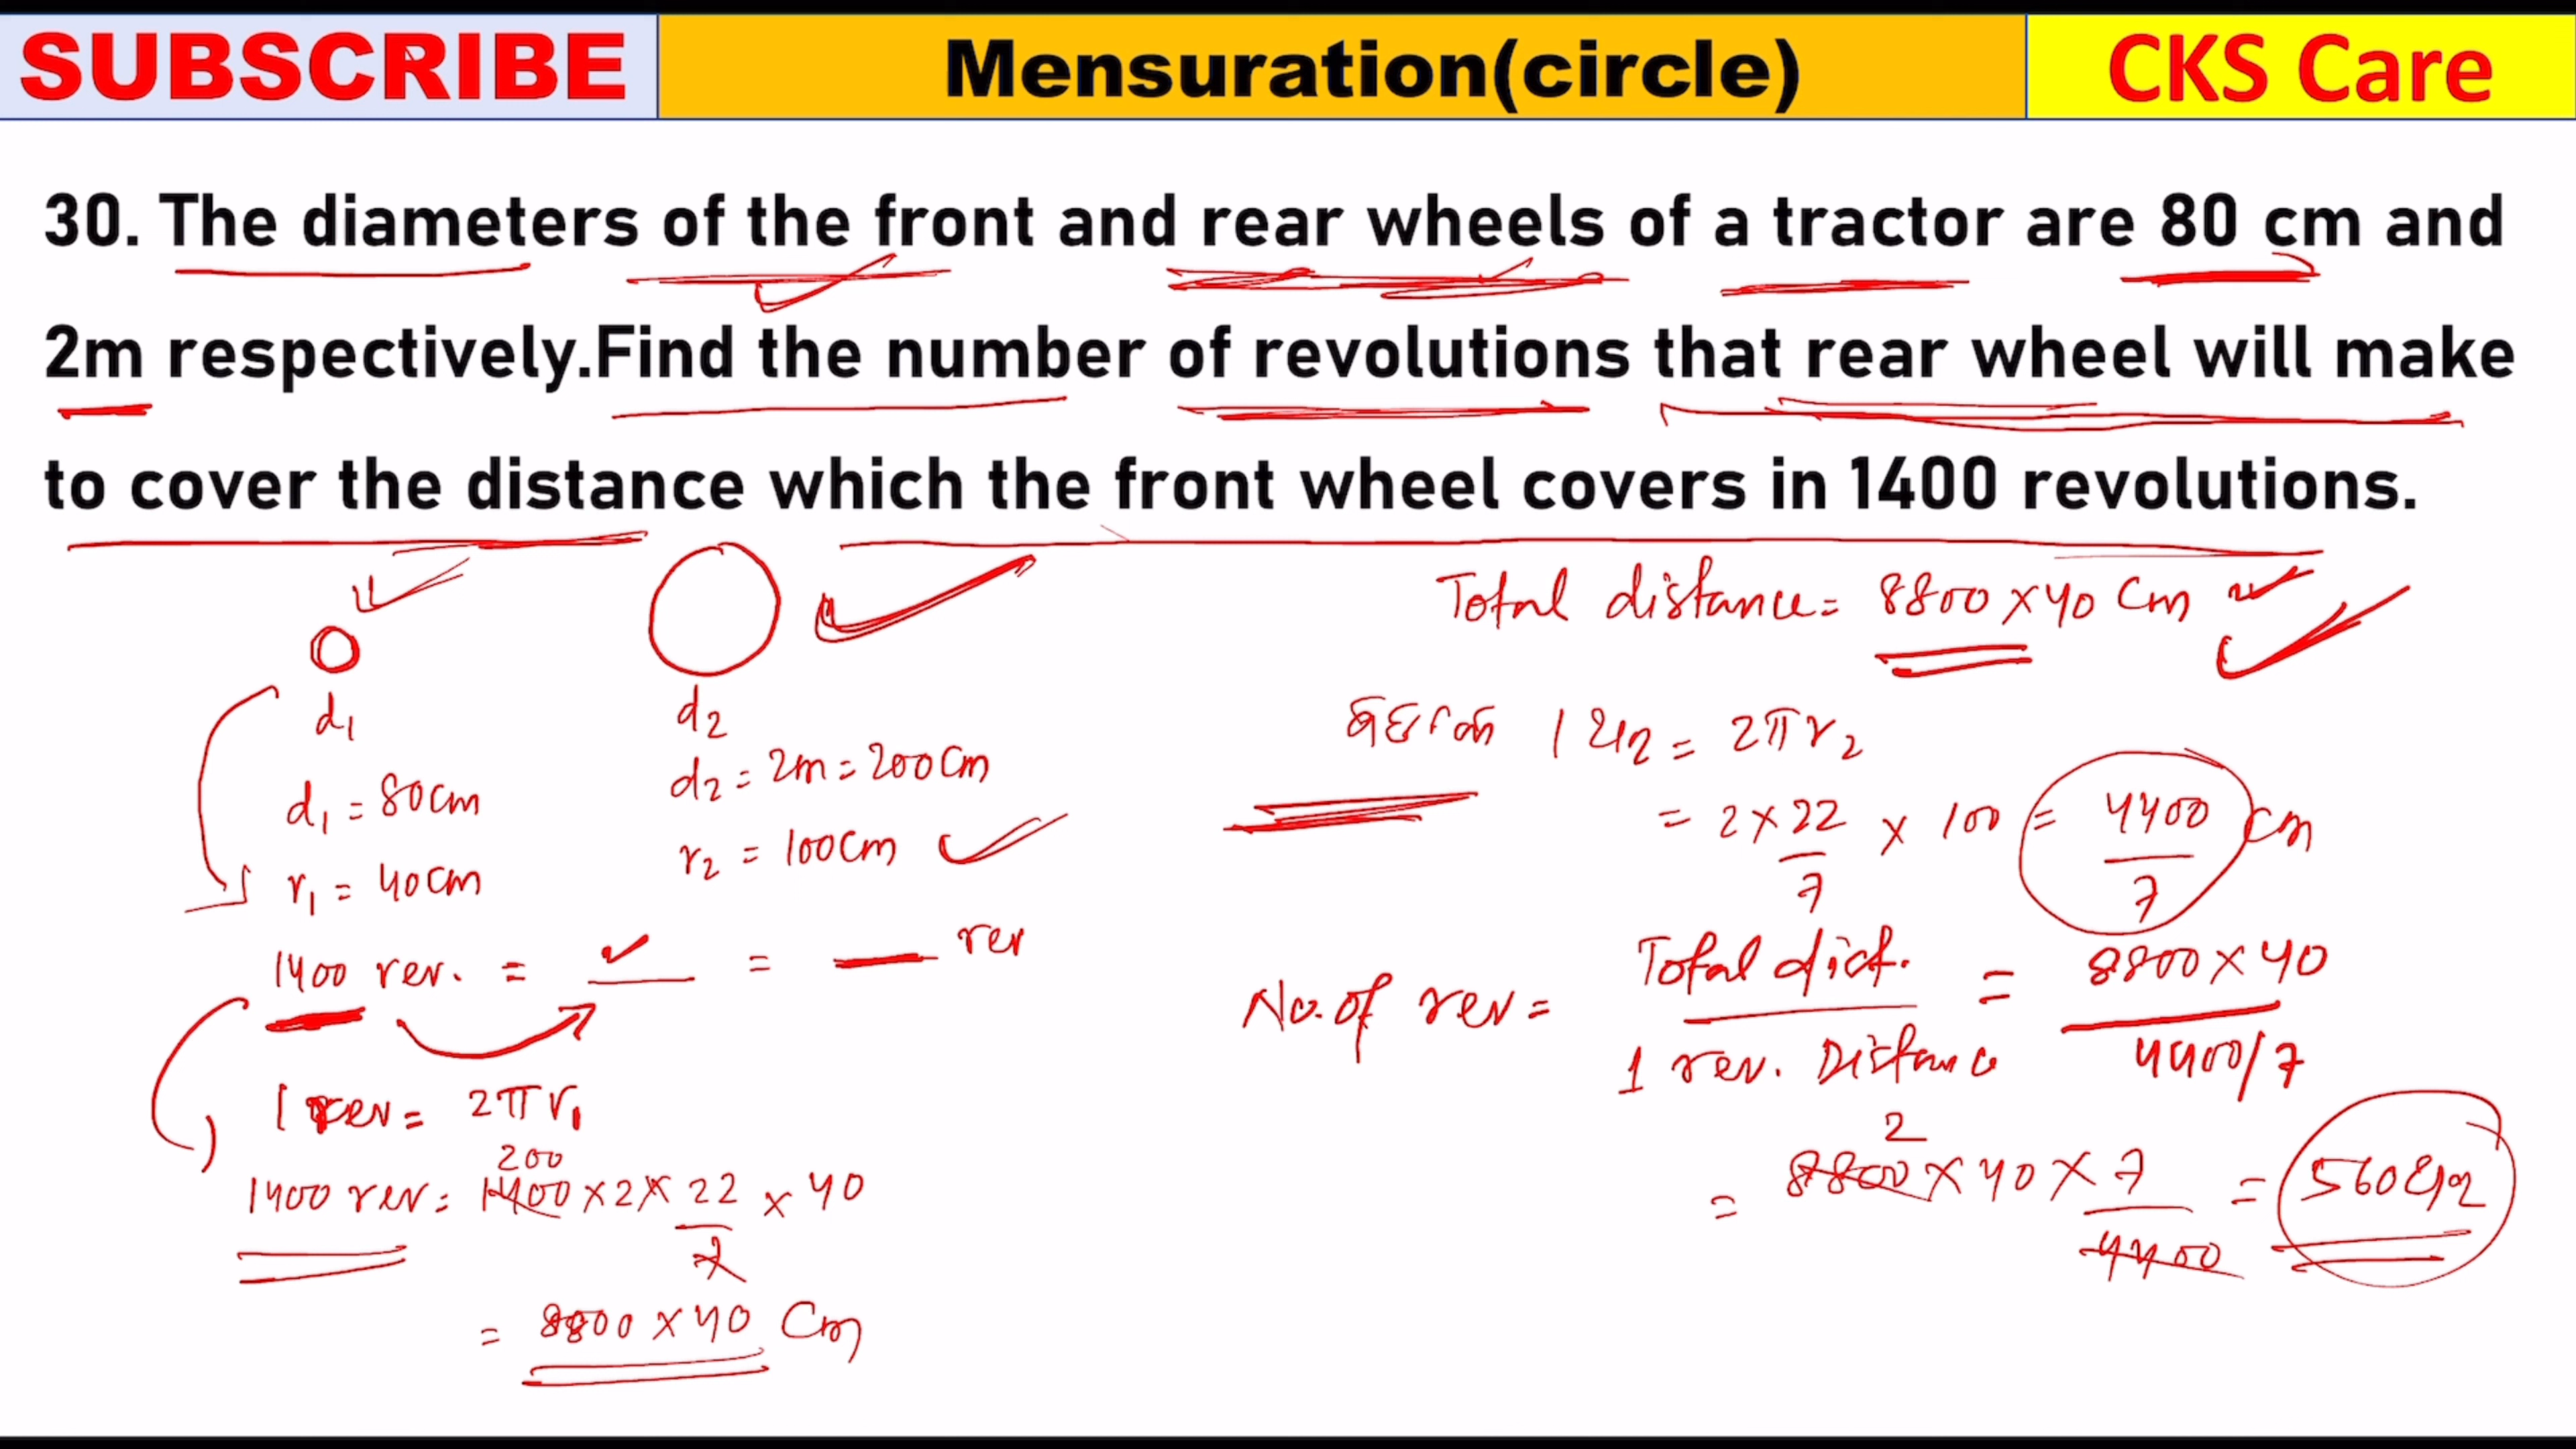 SUBSCRIBE
Mensuration(circle)
CKS Care
30. The diameters of the front and rear wheels of a tractor are 80 cm and
2m respectively.Find the number of revolutions that rear wheel will make
to cover the distance which the front wheel covers in 1400 revolutions.
d1
d1 = 80cm
r1 = 40cm
d2
d2 = 2m = 200cm
r2 = 100cm
1400 rev. = = rev
1 rev = 2πr1
200
1400 rev = 1400 × 2 × 22/7 × 40
= 8800 × 40 Cm
Total distance = 8800 × 40 Cm
= 2πr2
= 2 × 22/7 × 100 = 4400/7 cm
No. of rev = Total dist. / 1 rev. Distance = 8800 × 40 / 4400/7
2
= 8800 × 40 × 7 / 4400 = 560